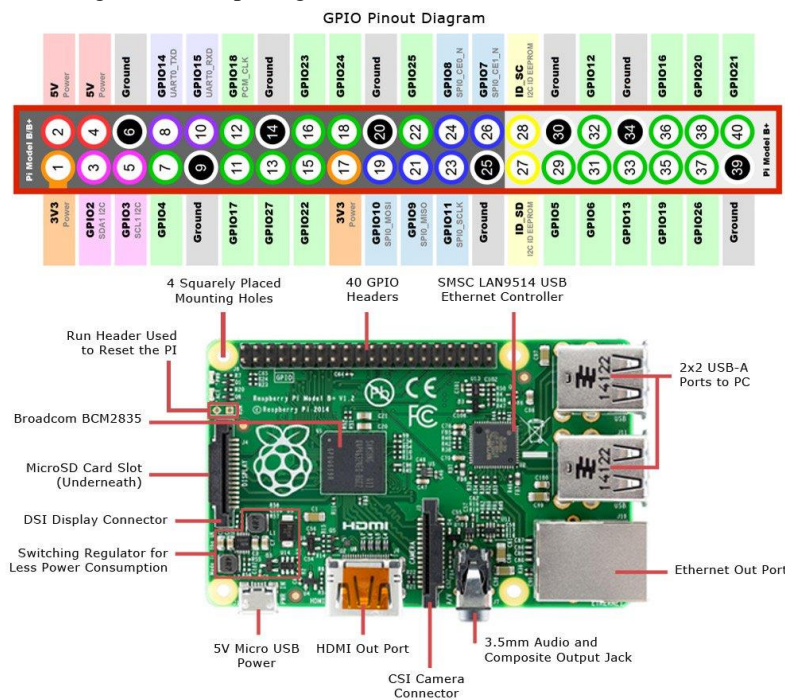 GPIO Pinout Diagram
5V Power
5V Power
Ground
GPIO14 UART0_TXD
GPIO15 UART0_RXD
GPIO18 PCM_CLK
Ground
GPIO23
GPIO24
Ground
GPIO25
GPIO8 SPI0_CE0_N
GPIO7 SPI0_CE1_N
ID_SC I2C ID EEPROM
Ground
GPIO12
Ground
GPIO16
GPIO20
GPIO21
Pi Model B/B+
2 4 6 8 10 12 14 16 18 20 22 24 26 28 30 32 34 36 38 40
1 3 5 7 9 11 13 15 17 19 21 23 25 27 29 31 33 35 37 39
Pi Model B+
3V3 Power
GPIO2 SDA1 I2C
GPIO3 SCL1 I2C
GPIO4
Ground
GPIO17
GPIO27
GPIO22
3V3 Power
GPIO10 SPI0_MOSI
GPIO9 SPI0_MISO
GPIO11 SPI0_SCLK
Ground
ID_SD I2C ID EEPROM
GPIO5
GPIO6
GPIO13
GPIO19
GPIO26
Ground
4 Squarely Placed
Mounting Holes
40 GPIO
Headers
SMSC LAN9514 USB
Ethernet Controller
Run Header Used
to Reset the PI
2x2 USB-A
Ports to PC
Broadcom BCM2835
MicroSD Card Slot
(Underneath)
DSI Display Connector
Switching Regulator for
Less Power Consumption
Ethernet Out Port
5V Micro USB
Power
HDMI Out Port
CSI Camera
Connector
3.5mm Audio and
Composite Output Jack
GPIO
Raspberry Pi Model B+ V1.2
© Raspberry Pi 2014
CE
FC
Pb
DISPLAY
HDMI
CAMERA
14122
USB
14122
USB